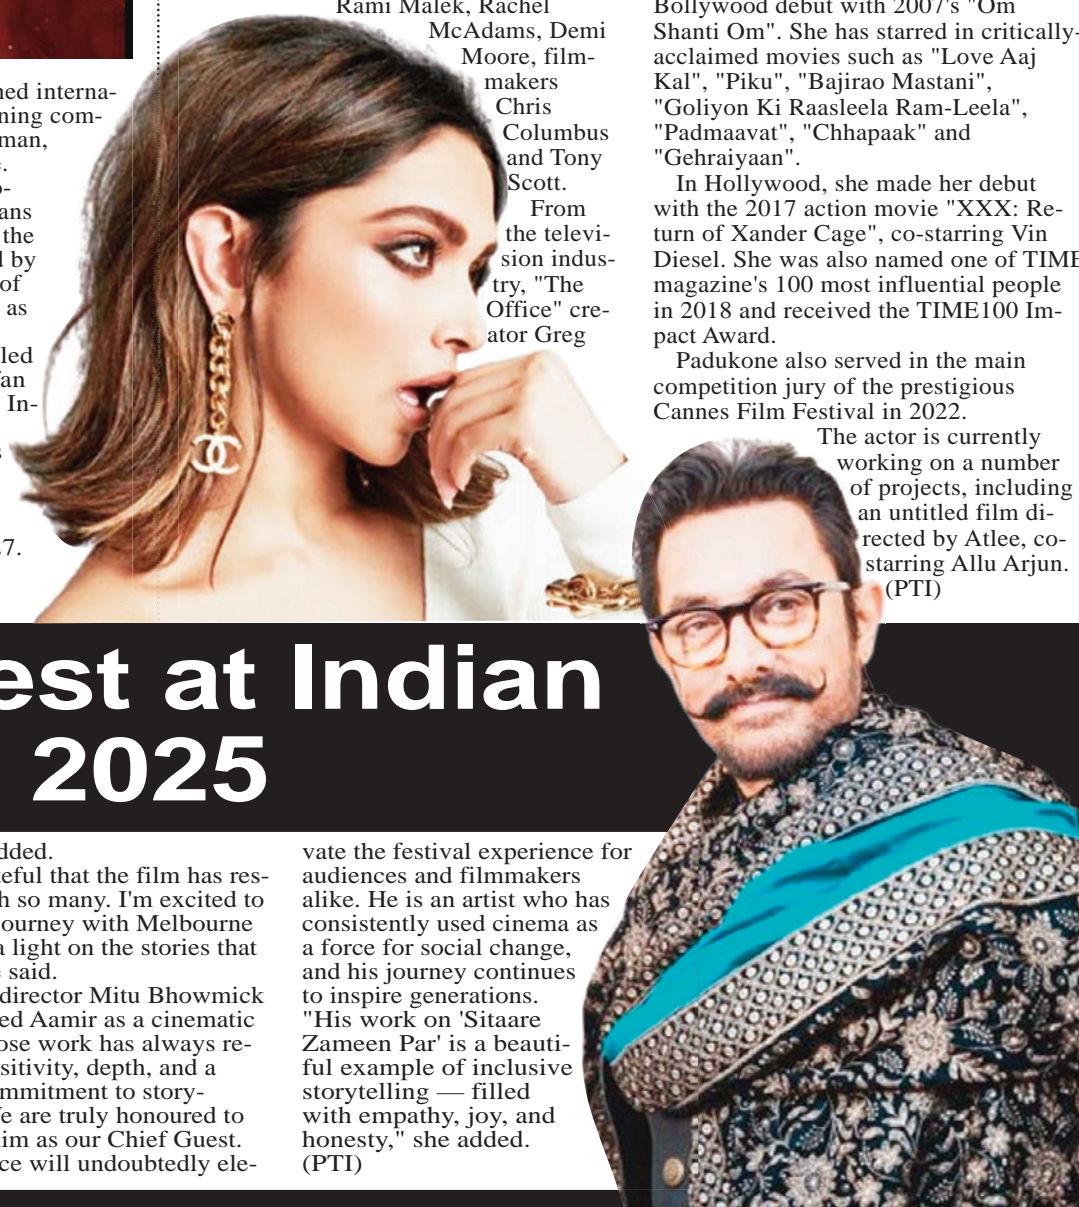 ned interna-
ning com-
man,
ans
the
by
of
as
led
fan
In-
27.
Rami Malek, Rachel
McAdams, Demi
Moore, film-
makers
Chris
Columbus
and Tony
Scott.
From
the televi-
sion indus-
try, "The
Office" cre-
ator Greg
Bollywood debut with 2007's "Om
Shanti Om". She has starred in critically-
acclaimed movies such as "Love Aaj
Kal", "Piku", "Bajirao Mastani",
"Goliyon Ki Raasleela Ram-Leela",
"Padmaavat", "Chhapaak" and
"Gehraiyaan".
In Hollywood, she made her debut
with the 2017 action movie "XXX: Re-
turn of Xander Cage", co-starring Vin
Diesel. She was also named one of TIME
magazine's 100 most influential people
in 2018 and received the TIME100 Im-
pact Award.
Padukone also served in the main
competition jury of the prestigious
Cannes Film Festival in 2022.
The actor is currently
working on a number
of projects, including
an untitled film di-
rected by Atlee, co-
starring Allu Arjun.
(PTI)
est at Indian
2025
dded.
eful that the film has res-
h so many. I'm excited to
ourney with Melbourne
a light on the stories that
e said.
director Mitu Bhowmick
ed Aamir as a cinematic
ose work has always re-
sitivity, depth, and a
mmitment to story-
We are truly honoured to
him as our Chief Guest.
ce will undoubtedly ele-
vate the festival experience for
audiences and filmmakers
alike. He is an artist who has
consistently used cinema as
a force for social change,
and his journey continues
to inspire generations.
"His work on 'Sitaare
Zameen Par' is a beauti-
ful example of inclusive
storytelling — filled
with empathy, joy, and
honesty," she added.
(PTI)